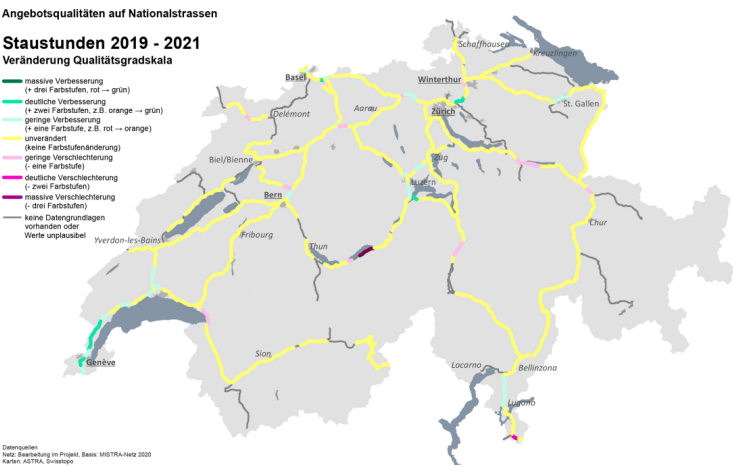 Angebotsqualitäten auf Nationalstrassen
Staustunden 2019 - 2021
Veränderung Qualitätsgradskala
massive Verbesserung
(+ drei Farbstufen, rot → grün)
deutliche Verbesserung
(+ zwei Farbstufen, z.B. orange → grün)
geringe Verbesserung
(+ eine Farbstufe, z.B. rot → orange)
unverändert
(keine Farbstufenänderung)
geringe Verschlechterung
(- eine Farbstufe)
deutliche Verschlechterung
(- zwei Farbstufen)
massive Verschlechterung
(- drei Farbstufen)
keine Datengrundlagen
vorhanden oder
Werte unplausibel
Schaffhausen
Kreuzlingen
Basel
Winterthur
St. Gallen
Aarau
Zürich
Delémont
Biel/Bienne
Zug
Luzern
Bern
Chur
Fribourg
Yverdon-les-Bains
Thun
Sion
Genève
Locarno
Bellinzona
Lugano
Datenquellen
Netz: Bearbeitung im Projekt, Basis: MISTRA-Netz 2020
Karten: ASTRA, Swisstopo